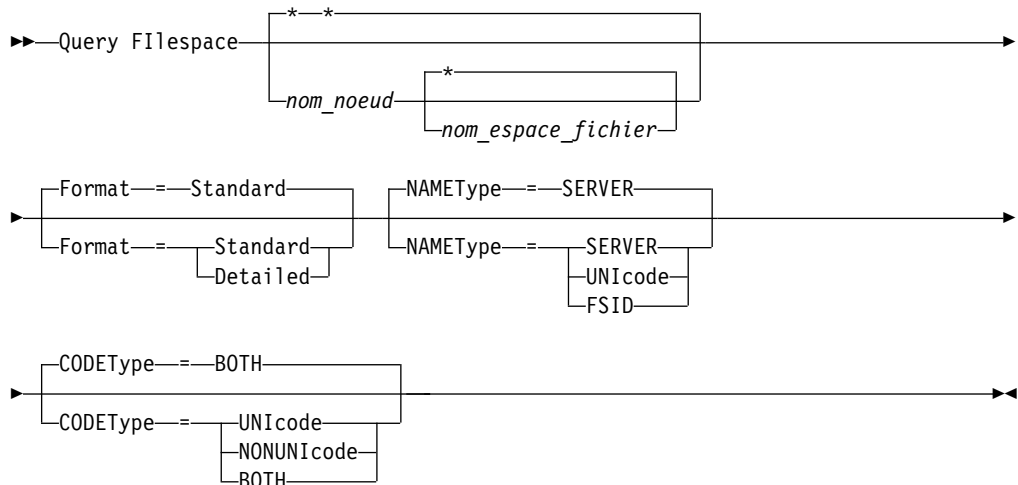 * *
Query FIlespace
*
nom_noeud
nom_espace_fichier
Format = Standard NAMEType = SERVER
Format = Standard NAMEType = SERVER
Detailed UNIcode
FSID
CODEType = BOTH
CODEType = UNIcode
NONUNIcode
BOTH